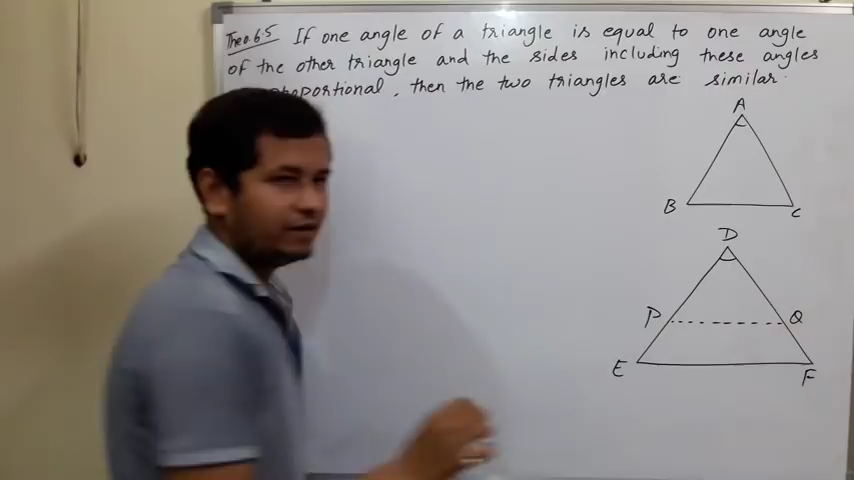 Theo.6.5 If one angle of a triangle is equal to one angle
of the other triangle and the sides including these angles
proportional, then the two triangles are similar.
A
B C
D
P Q
E F